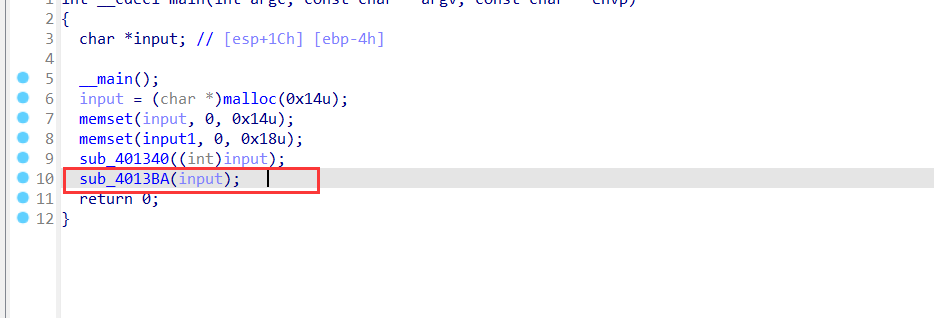 1 int __cdecl main(int argc, const char **argv, const char **envp)
2 {
3 char *input; // [esp+1Ch] [ebp-4h]
4
5 __main();
6 input = (char *)malloc(0x14u);
7 memset(input, 0, 0x14u);
8 memset(input1, 0, 0x18u);
9 sub_401340((int)input);
10 sub_4013BA(input);
11 return 0;
12 }